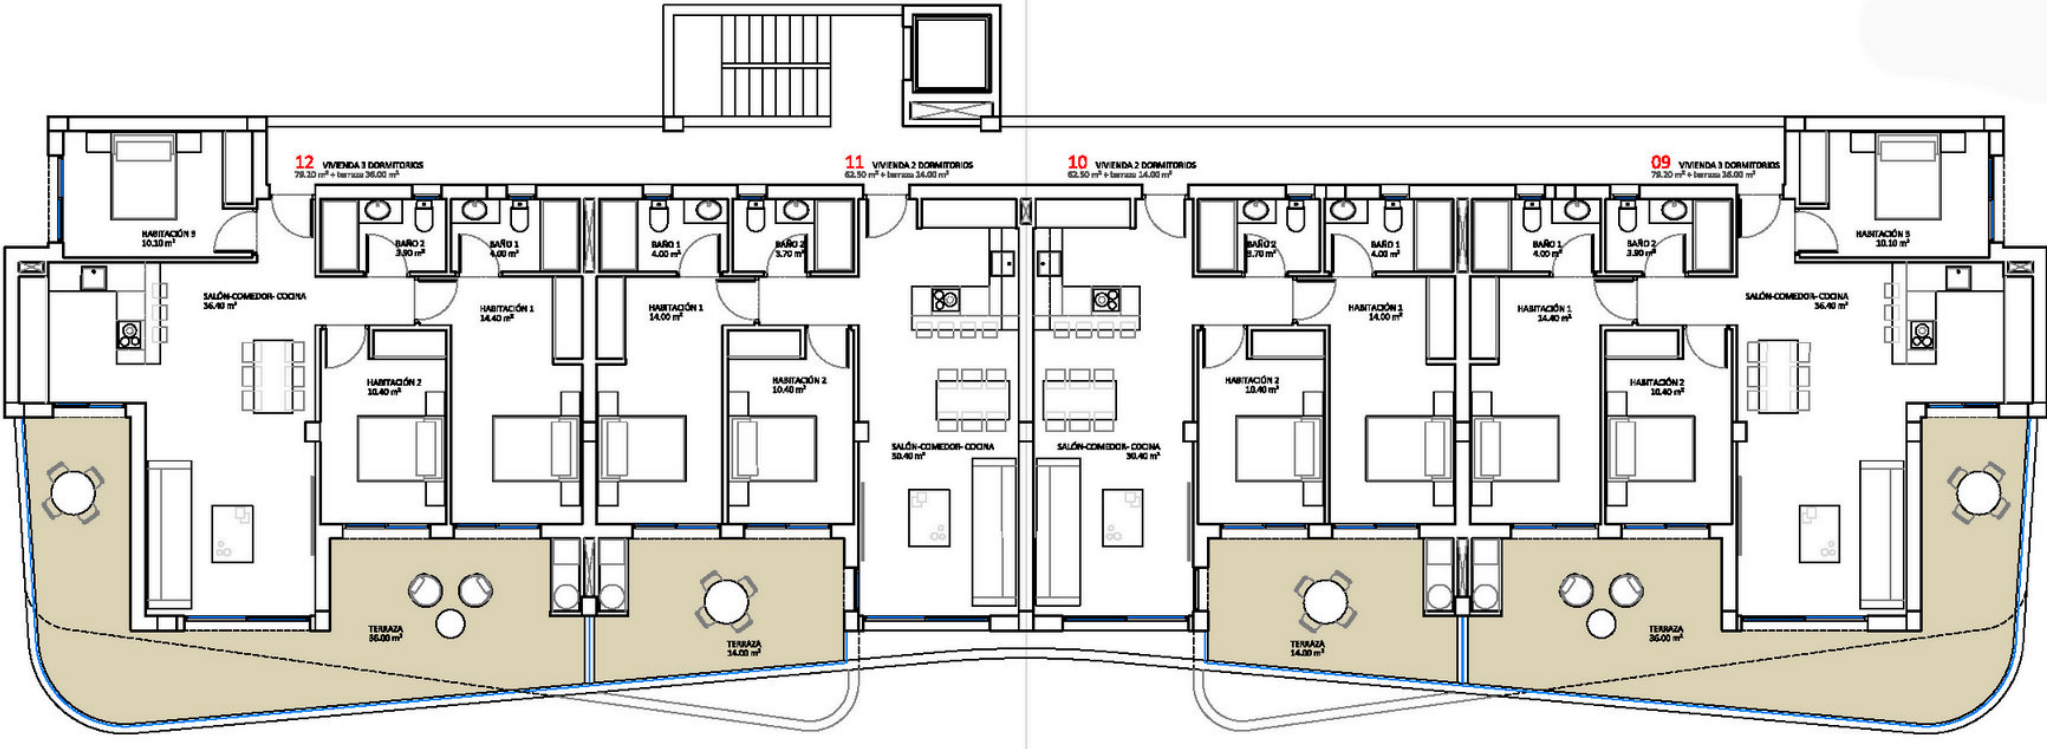 12 VIVIENDA 3 DORMITORIOS
79.20 m² + terraza 36.00 m²
11 VIVIENDA 2 DORMITORIOS
62.50 m² + terraza 14.00 m²
10 VIVIENDA 2 DORMITORIOS
62.50 m² + terraza 14.00 m²
09 VIVIENDA 3 DORMITORIOS
79.20 m² + terraza 36.00 m²
HABITACIÓN 3
10.10 m²
BAÑO 2
3.90 m²
BAÑO 1
4.00 m²
BAÑO 1
4.00 m²
BAÑO 2
3.70 m²
BAÑO 2
3.70 m²
BAÑO 1
4.00 m²
BAÑO 1
4.00 m²
BAÑO 2
3.90 m²
HABITACIÓN 3
10.10 m²
SALÓN-COMEDOR- COCINA
36.40 m²
HABITACIÓN 1
14.40 m²
HABITACIÓN 1
14.00 m²
HABITACIÓN 1
14.00 m²
HABITACIÓN 1
14.40 m²
SALÓN-COMEDOR- COCINA
36.40 m²
HABITACIÓN 2
10.40 m²
HABITACIÓN 2
10.40 m²
HABITACIÓN 2
10.40 m²
HABITACIÓN 2
10.40 m²
SALÓN-COMEDOR- COCINA
30.40 m²
SALÓN-COMEDOR- COCINA
30.40 m²
TERRAZA
36.00 m²
TERRAZA
14.00 m²
TERRAZA
14.00 m²
TERRAZA
36.00 m²